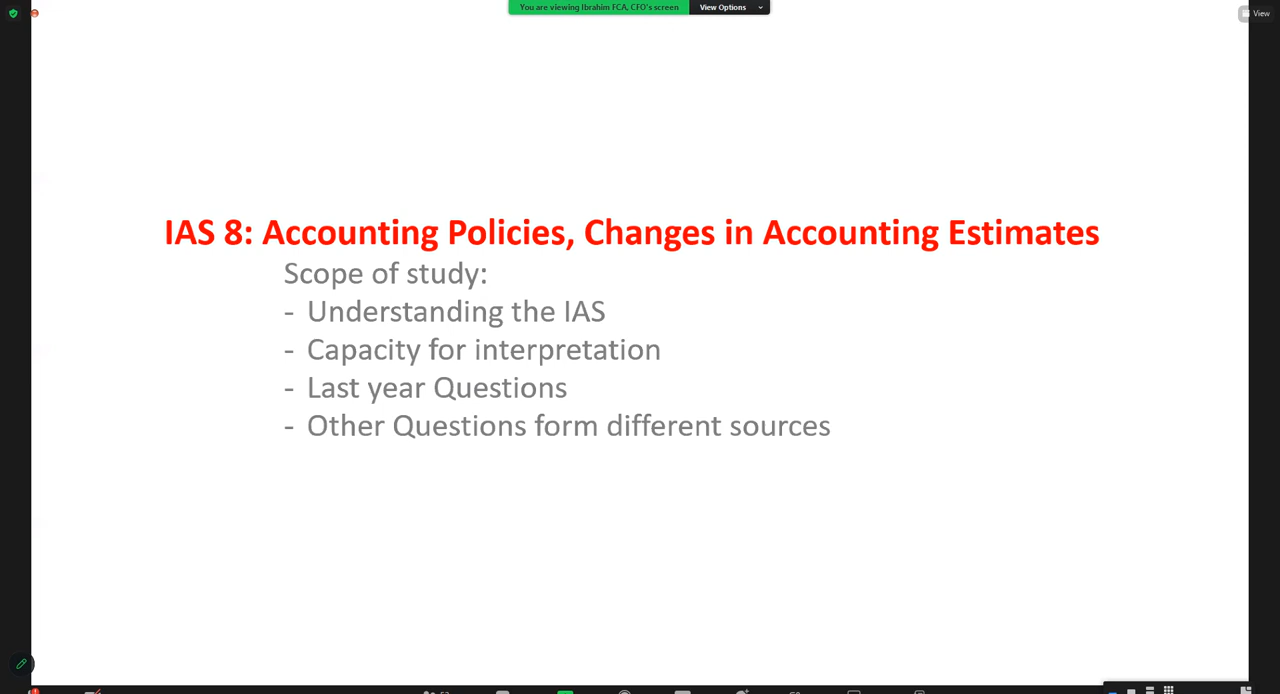 You are viewing Ibrahim FCA, CFO's screen
View Options
View
IAS 8: Accounting Policies, Changes in Accounting Estimates
Scope of study:
- Understanding the IAS
- Capacity for interpretation
- Last year Questions
- Other Questions form different sources